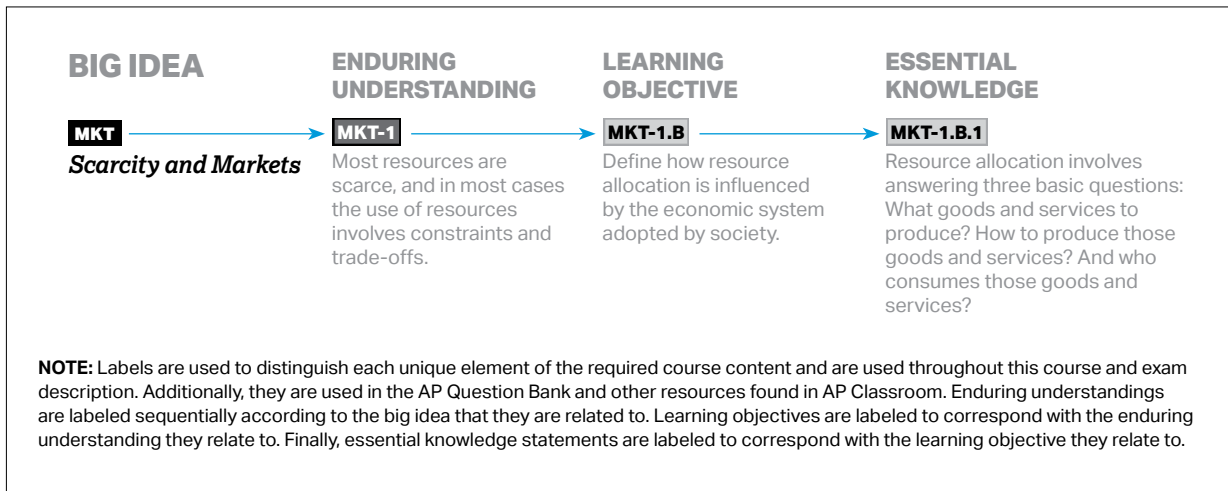 BIG IDEA
MKT
Scarcity and Markets
ENDURING
UNDERSTANDING
MKT-1
Most resources are
scarce, and in most cases
the use of resources
involves constraints and
trade-offs.
LEARNING
OBJECTIVE
MKT-1.B
Define how resource
allocation is influenced
by the economic system
adopted by society.
ESSENTIAL
KNOWLEDGE
MKT-1.B.1
Resource allocation involves
answering three basic questions:
What goods and services to
produce? How to produce those
goods and services? And who
consumes those goods and
services?
NOTE: Labels are used to distinguish each unique element of the required course content and are used throughout this course and exam
description. Additionally, they are used in the AP Question Bank and other resources found in AP Classroom. Enduring understandings
are labeled sequentially according to the big idea that they are related to. Learning objectives are labeled to correspond with the enduring
understanding they relate to. Finally, essential knowledge statements are labeled to correspond with the learning objective they relate to.